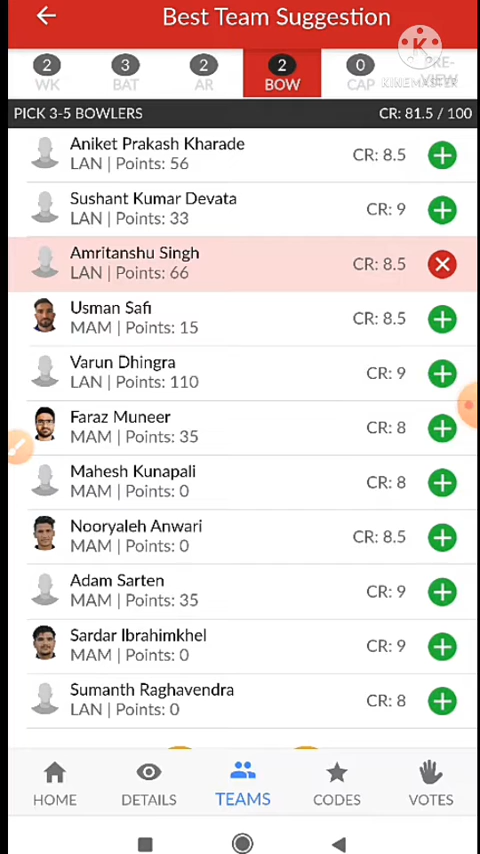 Best Team Suggestion
2 3 2 2 0
WK BAT AR BOW CAP PRE-VIEW
KINEMASTER
PICK 3-5 BOWLERS CR: 81.5 / 100
Aniket Prakash Kharade
LAN | Points: 56 CR: 8.5
Sushant Kumar Devata
LAN | Points: 33 CR: 9
Amritanshu Singh
LAN | Points: 66 CR: 8.5
Usman Safi
MAM | Points: 15 CR: 8.5
Varun Dhingra
LAN | Points: 110 CR: 9
Faraz Muneer
MAM | Points: 35 CR: 8
Mahesh Kunapali
MAM | Points: 0 CR: 8
Nooryaleh Anwari
MAM | Points: 0 CR: 8.5
Adam Sarten
MAM | Points: 35 CR: 9
Sardar Ibrahimkhel
MAM | Points: 0 CR: 9
Sumanth Raghavendra
LAN | Points: 0 CR: 8
HOME DETAILS TEAMS CODES VOTES